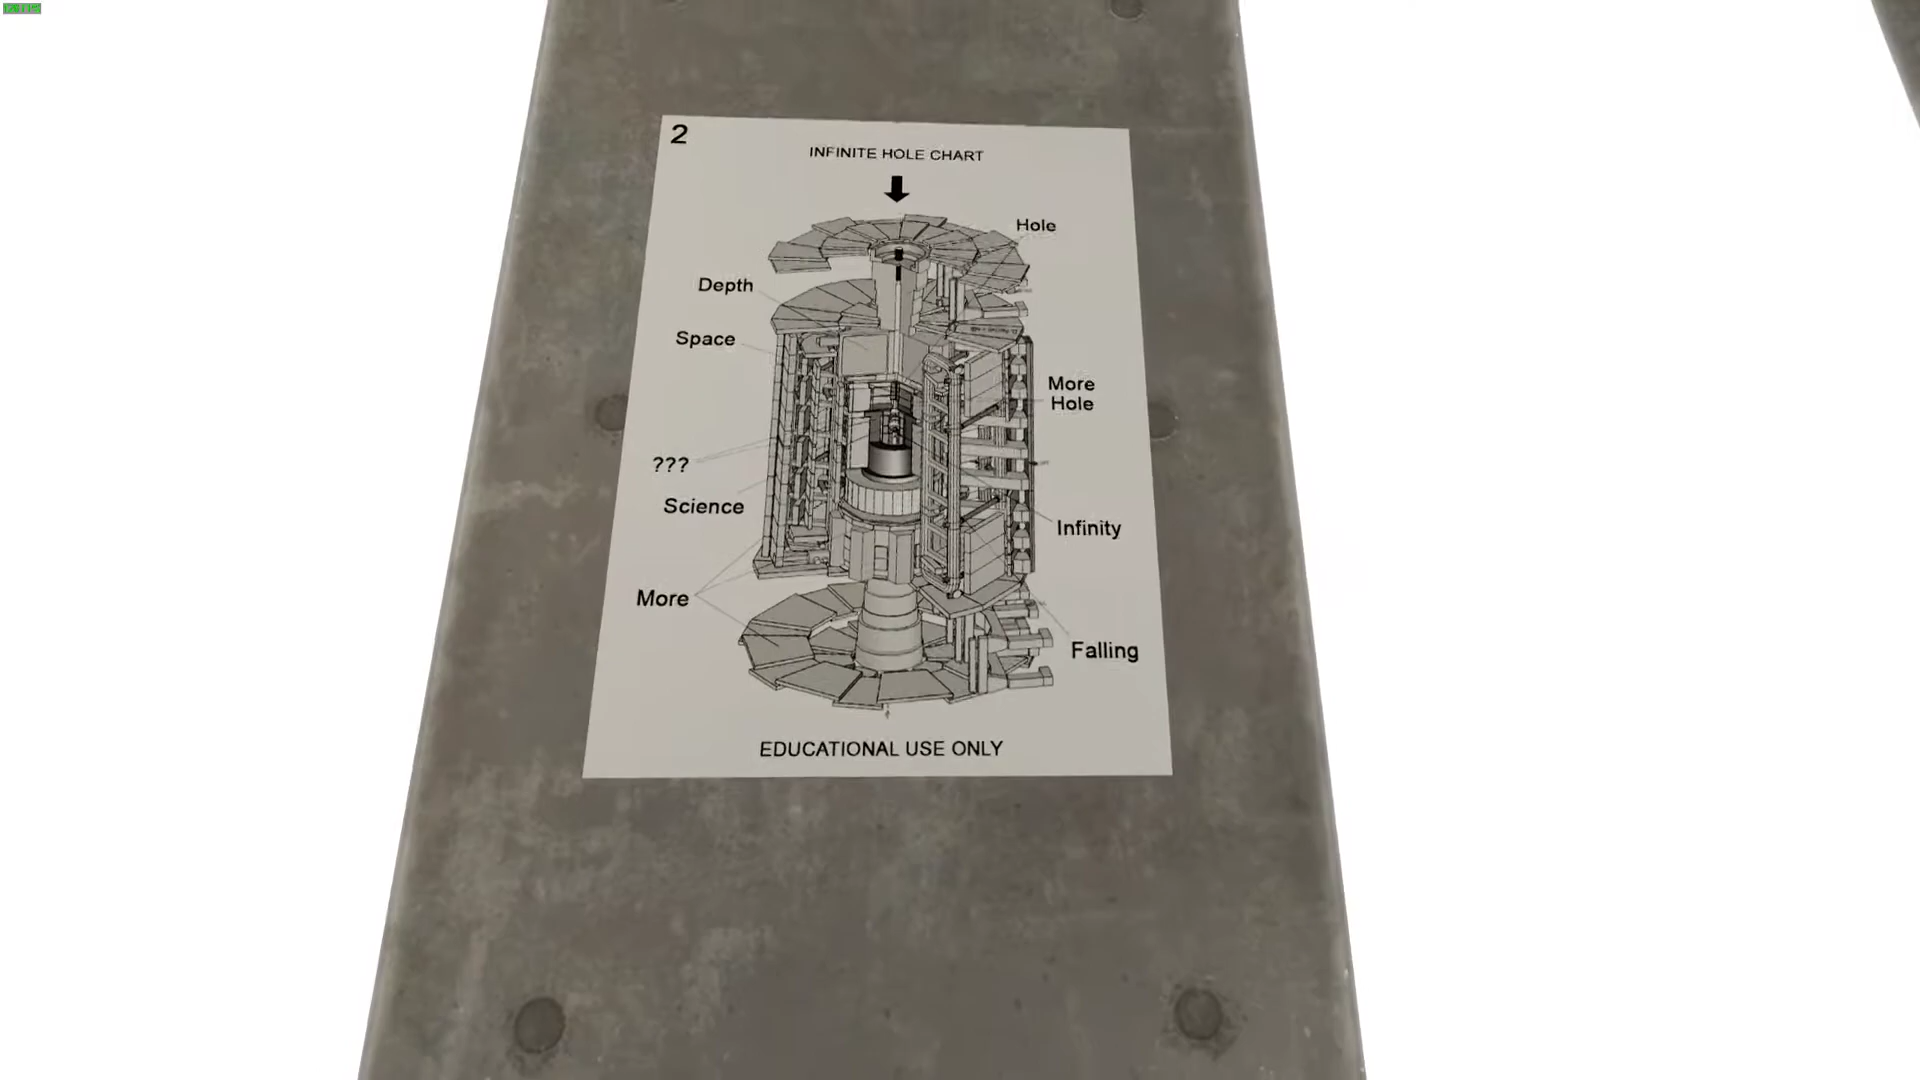 2
INFINITE HOLE CHART
Hole
Depth
Space
More
Hole
???
Science
Infinity
More
Falling
EDUCATIONAL USE ONLY